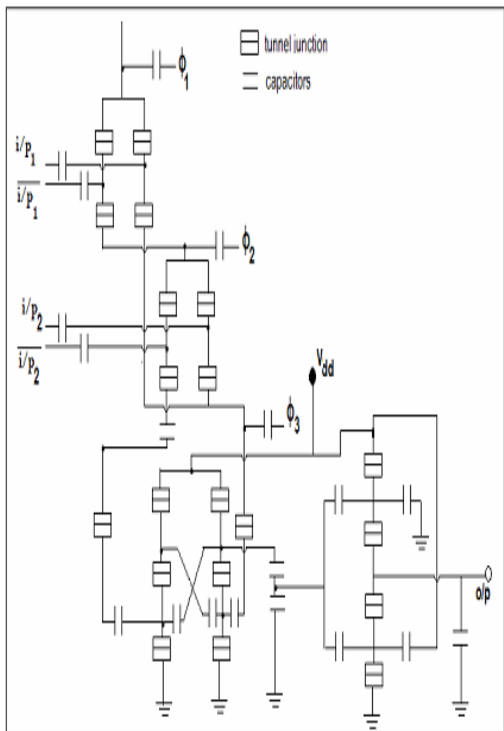 tunnel junction
capacitors
ϕ1
i/p1
i/p1
ϕ2
i/p2
i/p2
Vdd
ϕ3
o/p